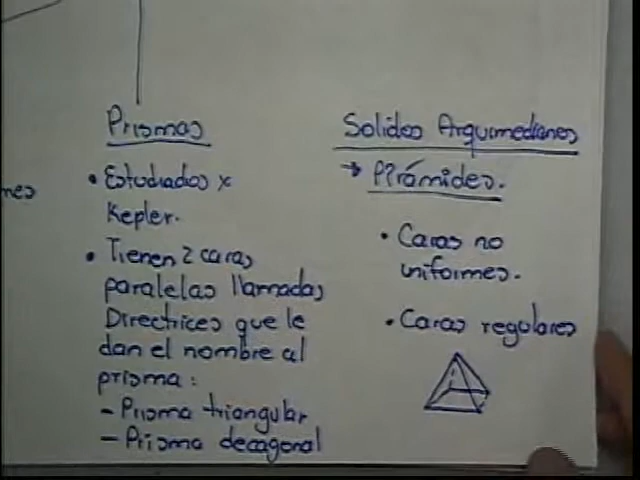 nes
Prismas
• Estudiados x
Kepler.
• Tienen 2 caras
paralelas llamadas
Directrices que le
dan el nombre al
prisma:
- Prisma triangular
- Prisma decagonal
Solidos Arquimedianos
→ Pirámides.
• Caras no
uniformes.
• Caras regulares